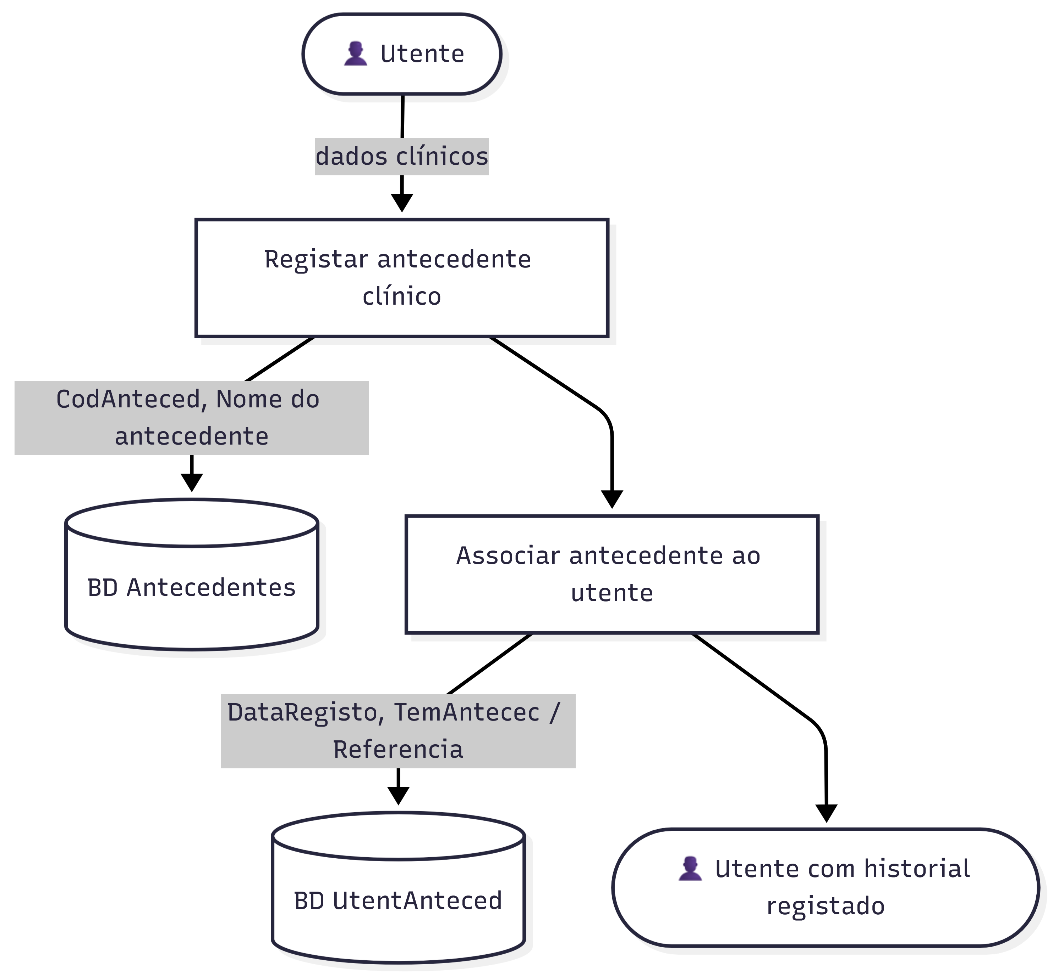 Utente
dados clínicos
Registar antecedente
clínico
CodAnteced, Nome do
antecedente
BD Antecedentes
Associar antecedente ao
utente
DataRegisto, TemAntecec /
Referencia
BD UtentAnteced
Utente com historial
registado